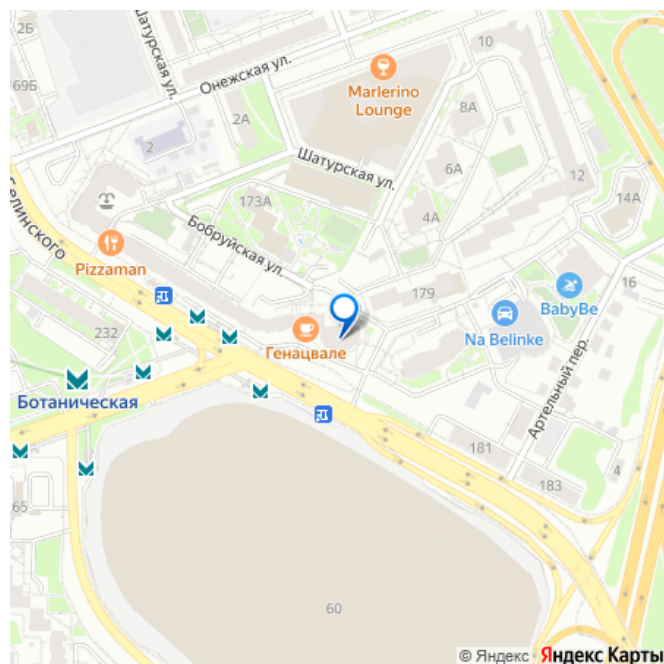 2Б
10
Шатурская ул.
Онежская ул.
69Б
Marlerino
Lounge
8А
2А
2
Шатурская ул.
6А
12
14А
173А
4А
Белинского
Бобруйская ул.
Pizzaman
179
16
BabyBe
232
Na Belinke
Генацвале
Артельный пер.
Ботаническая
181
4
183
65
60
© Яндекс Яндекс Карты